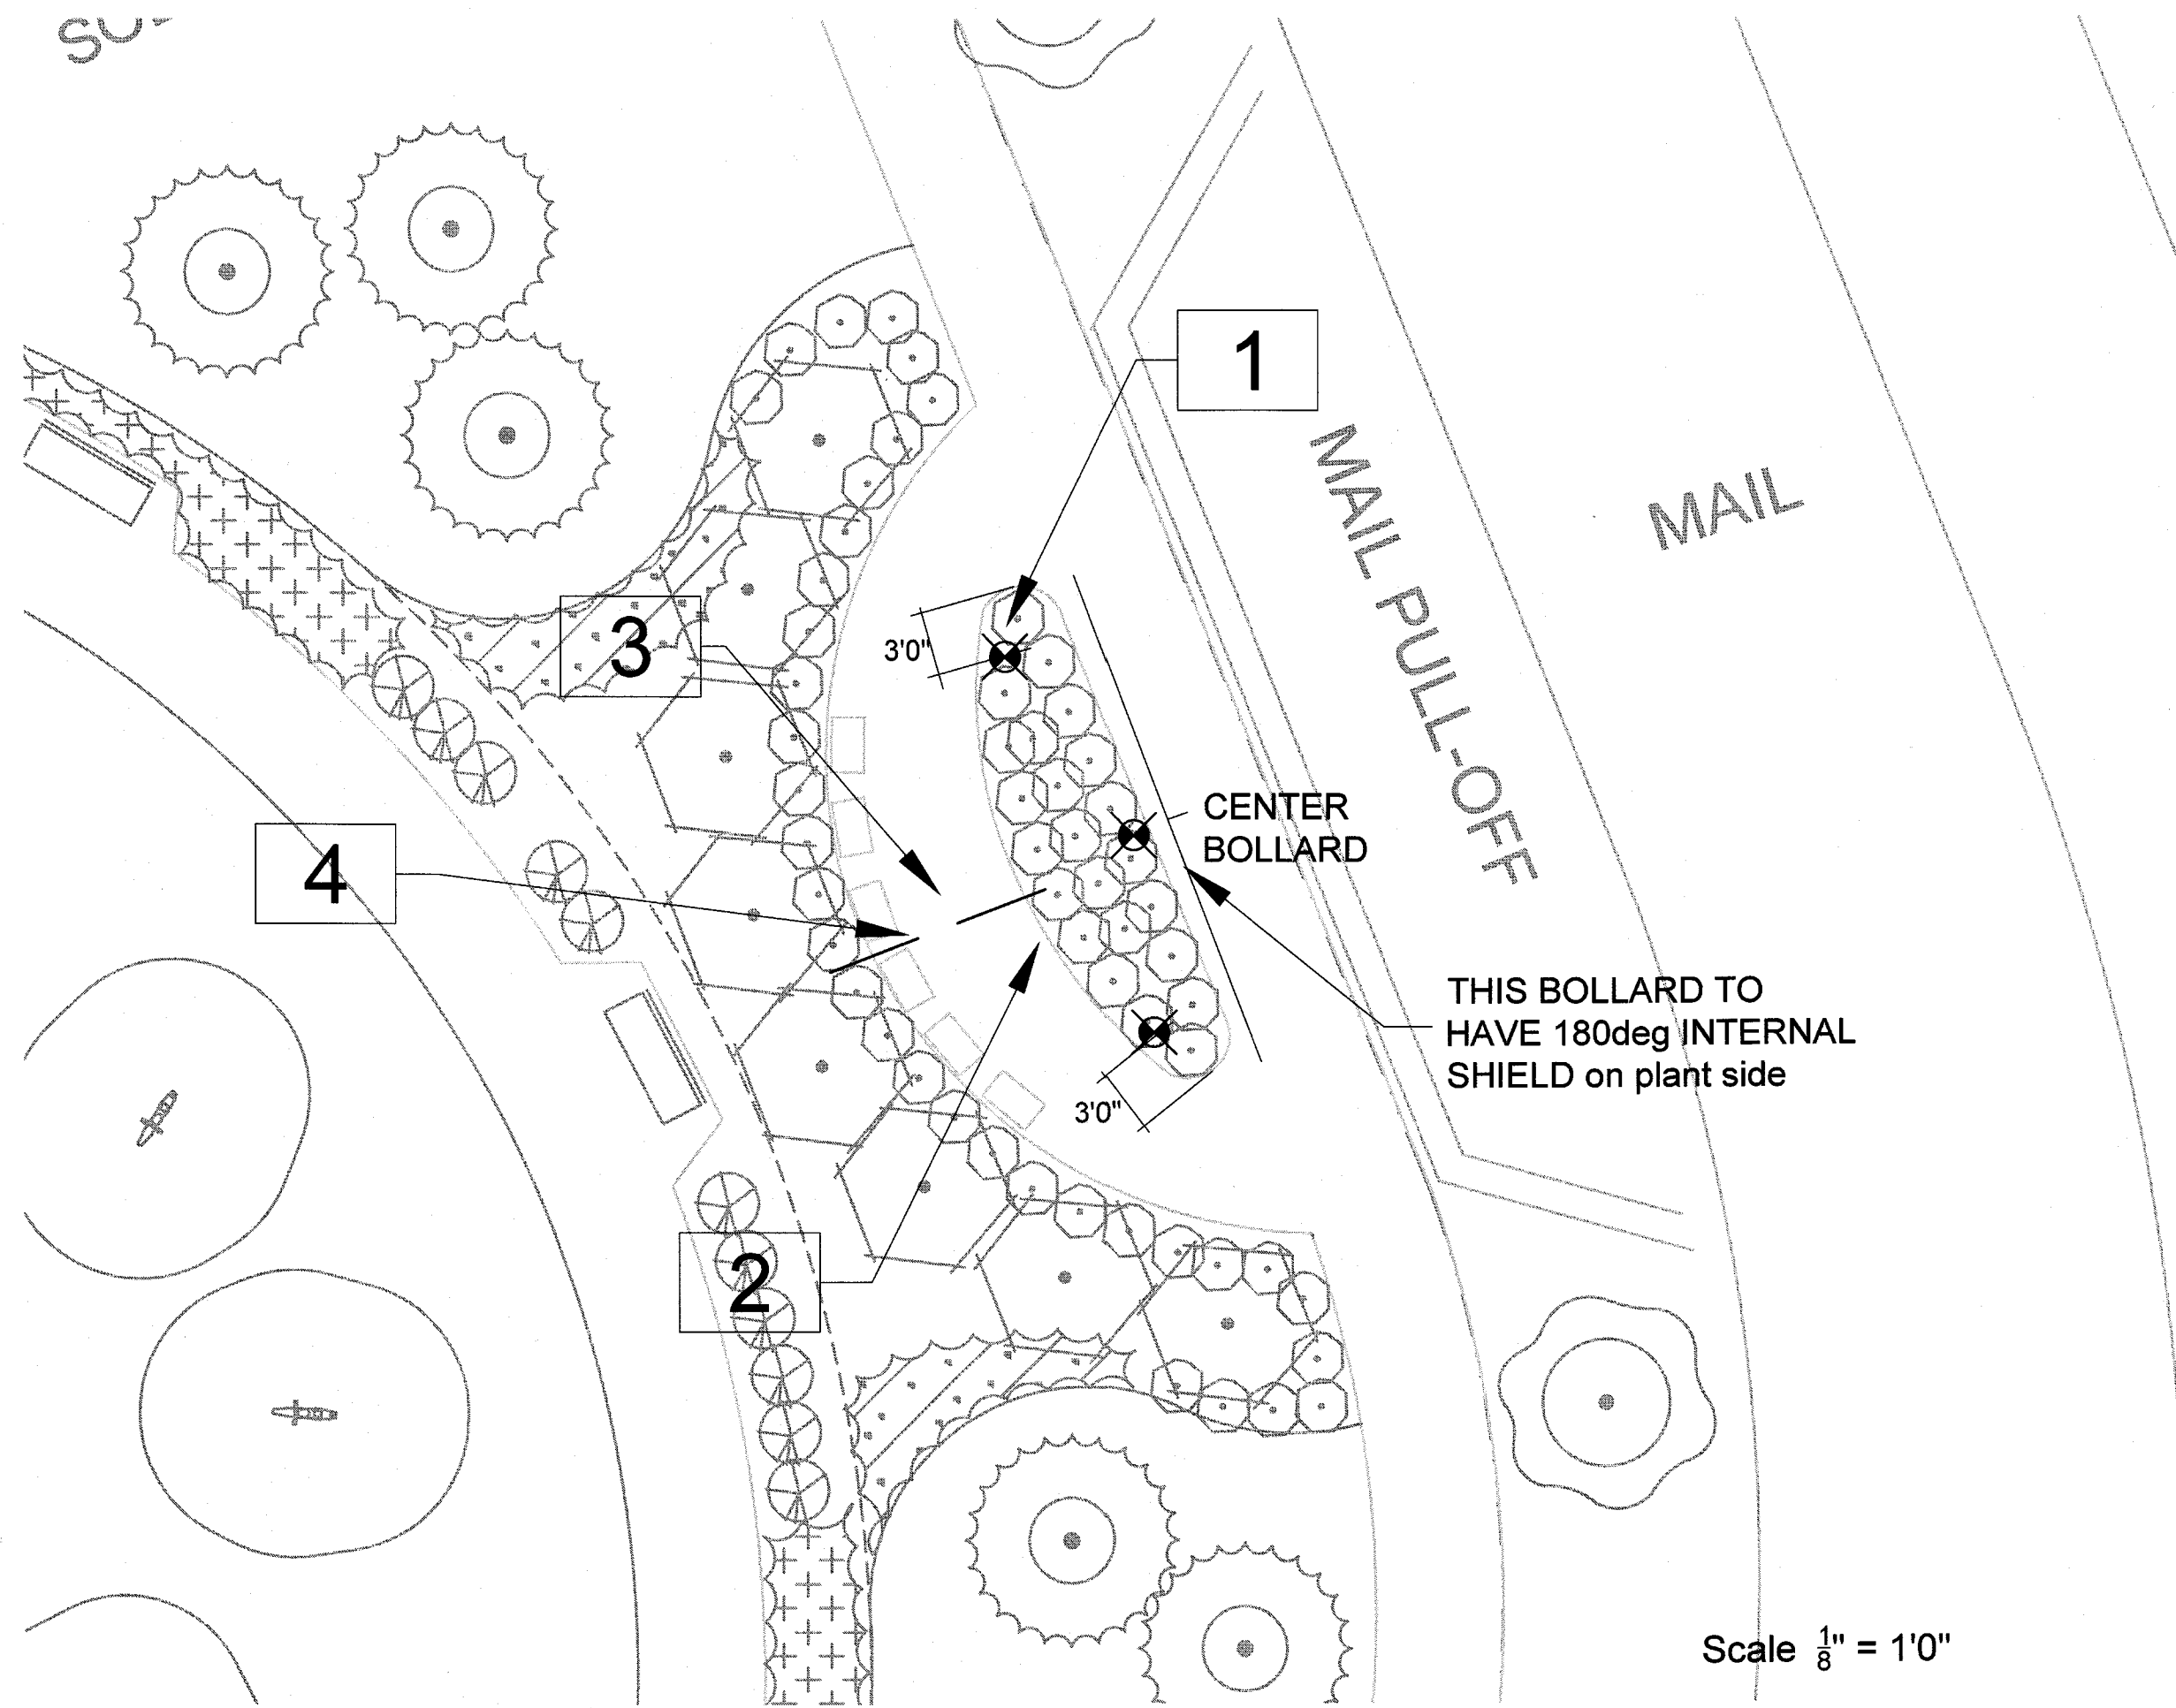 1
MAIL PULL-OFF
MAIL
3
3'0"
CENTER
BOLLARD
4
THIS BOLLARD TO
HAVE 180deg INTERNAL
SHIELD on plant side
3'0"
2
Scale 1/8" = 1'0"